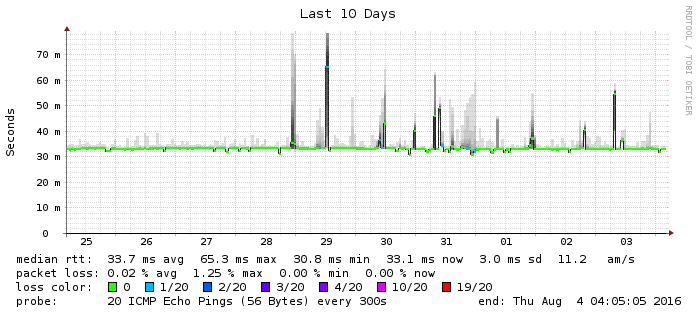 Last 10 Days
RRDTOOL / TOBI OETIKER
Seconds
70 m
60 m
50 m
40 m
30 m
20 m
10 m
0
25 26 27 28 29 30 31 01 02 03
median rtt: 33.7 ms avg 65.3 ms max 30.8 ms min 33.1 ms now 3.0 ms sd 11.2 am/s
packet loss: 0.02 % avg 1.25 % max 0.00 % min 0.00 % now
loss color: 0 1/20 2/20 3/20 4/20 10/20 19/20
probe: 20 ICMP Echo Pings (56 Bytes) every 300s end: Thu Aug 4 04:05:05 2016